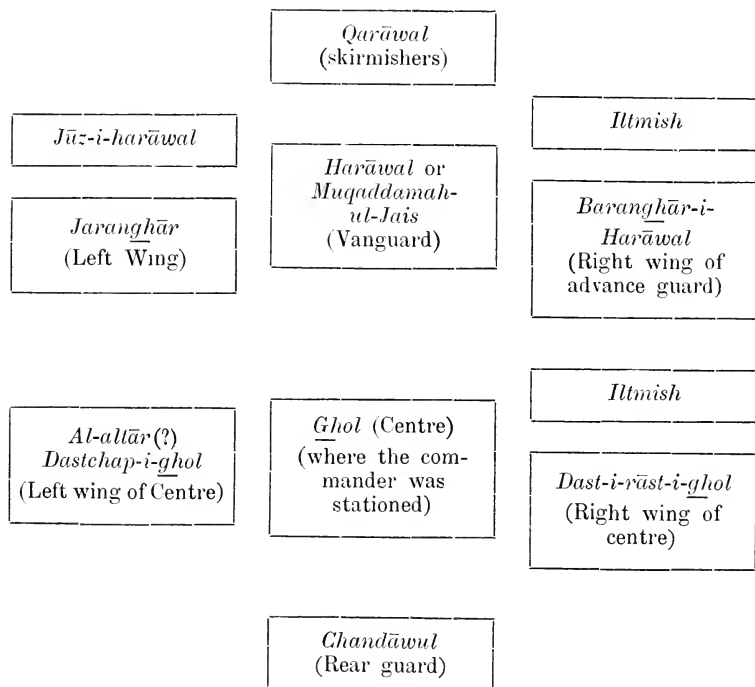 Qarāwal
(skirmishers)
Jūz-i-harāwal
Iltmish
Harāwal or
Muqaddamah-
ul-Jais
(Vanguard)
Jaranghār
(Left Wing)
Baranghār-i-
Harāwal
(Right wing of
advance guard)
Iltmish
Al-altār (?)
Dastchap-i-ghol
(Left wing of Centre)
Ghol (Centre)
(where the com-
mander was
stationed)
Dast-i-rāst-i-ghol
(Right wing of
centre)
Chandāwul
(Rear guard)